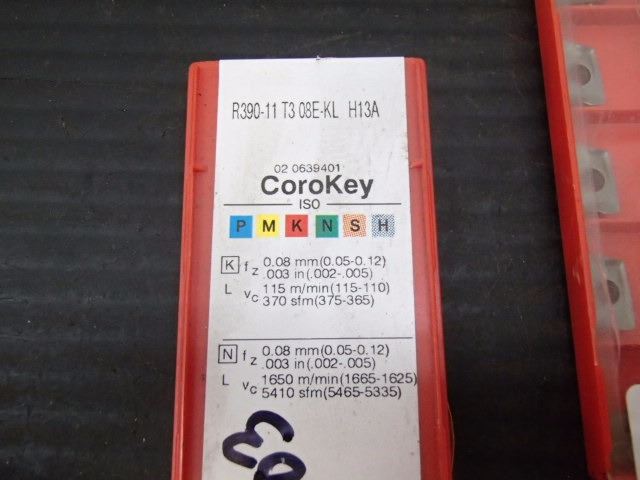 R390-11 T3 08E-KL H13A
02 0639401
CoroKey
ISO
P M K N S H
K fz 0.08 mm(0.05-0.12)
.003 in(.002-.005)
L vc 115 m/min(115-110)
370 sfm(375-365)
N fz 0.08 mm(0.05-0.12)
.003 in(.002-.005)
L vc 1650 m/min(1665-1625)
5410 sfm(5465-5335)